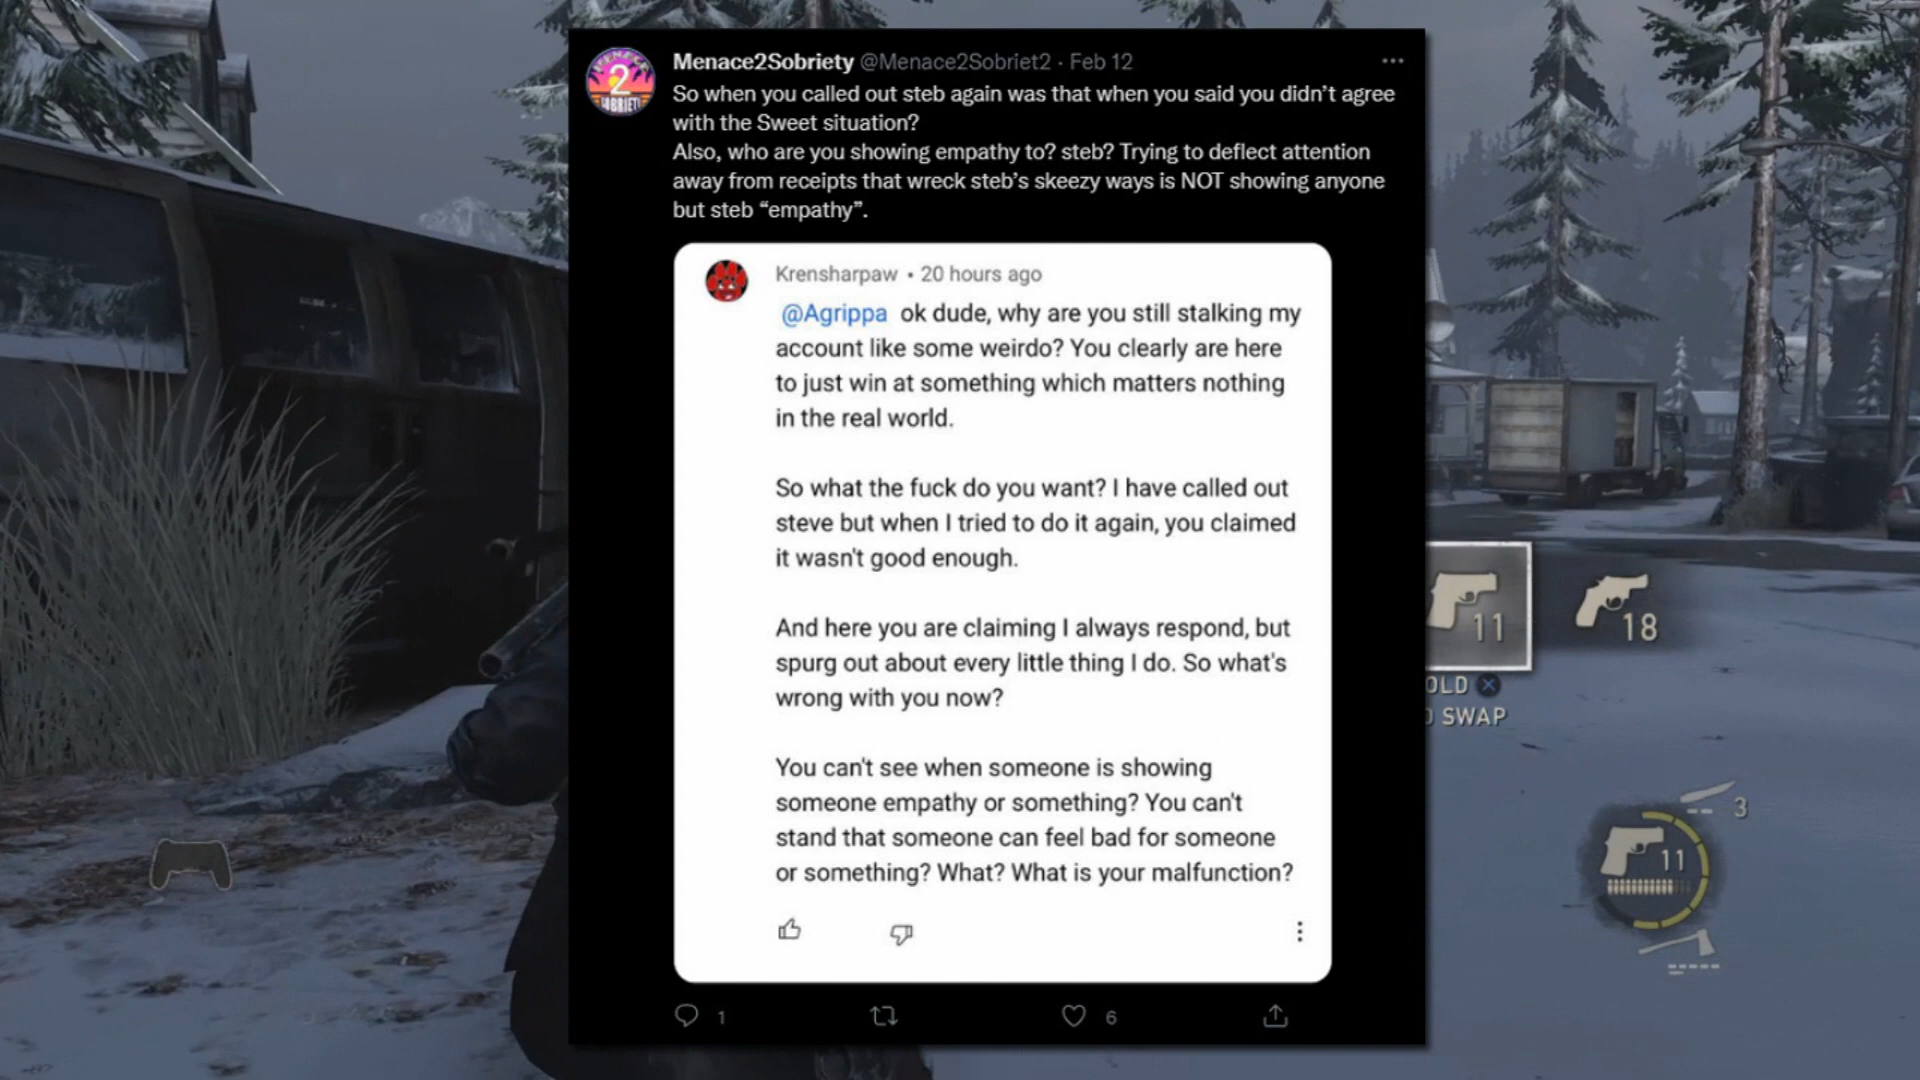 Menace2Sobriety @Menace2Sobriet2 · Feb 12
So when you called out steb again was that when you said you didn’t agree
with the Sweet situation?
Also, who are you showing empathy to? steb? Trying to deflect attention
away from receipts that wreck steb’s skeezy ways is NOT showing anyone
but steb “empathy”.
Krensharpaw • 20 hours ago
@Agrippa ok dude, why are you still stalking my
account like some weirdo? You clearly are here
to just win at something which matters nothing
in the real world.
So what the fuck do you want? I have called out
steve but when I tried to do it again, you claimed
it wasn't good enough.
And here you are claiming I always respond, but
spurg out about every little thing I do. So what's
wrong with you now?
You can't see when someone is showing
someone empathy or something? You can't
stand that someone can feel bad for someone
or something? What? What is your malfunction?
1
6
11
18
OLD
SWAP
3
11